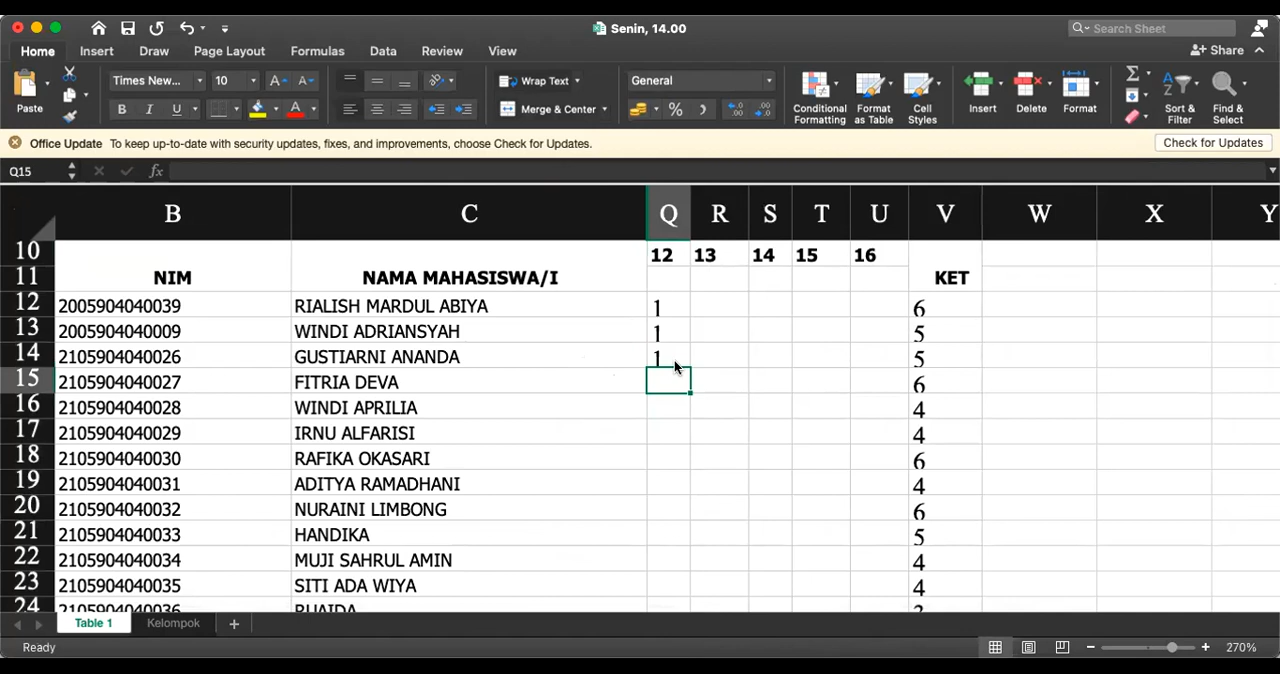 Senin, 14.00
Search Sheet
Home Insert Draw Page Layout Formulas Data Review View
Share
Paste
Times New... 10
A A
B I U A
Wrap Text
Merge & Center
General
% )
Conditional Formatting
Format as Table
Cell Styles
Insert Delete Format
Sort & Filter
Find & Select
Office Update To keep up-to-date with security updates, fixes, and improvements, choose Check for Updates. Check for Updates
Q15 fx
B C Q R S T U V W X Y
10 12 13 14 15 16
11 NIM NAMA MAHASISWA/I KET
12 2005904040039 RIALISH MARDUL ABIYA 1 6
13 2005904040009 WINDI ADRIANSYAH 1 5
14 2105904040026 GUSTIARNI ANANDA 1 5
15 2105904040027 FITRIA DEVA 6
16 2105904040028 WINDI APRILIA 4
17 2105904040029 IRNU ALFARISI 4
18 2105904040030 RAFIKA OKASARI 6
19 2105904040031 ADITYA RAMADHANI 4
20 2105904040032 NURAINI LIMBONG 6
21 2105904040033 HANDIKA 5
22 2105904040034 MUJI SAHRUL AMIN 4
23 2105904040035 SITI ADA WIYA 4
24 2105904040036 RUAIDA
Table 1 Kelompok +
Ready 270%